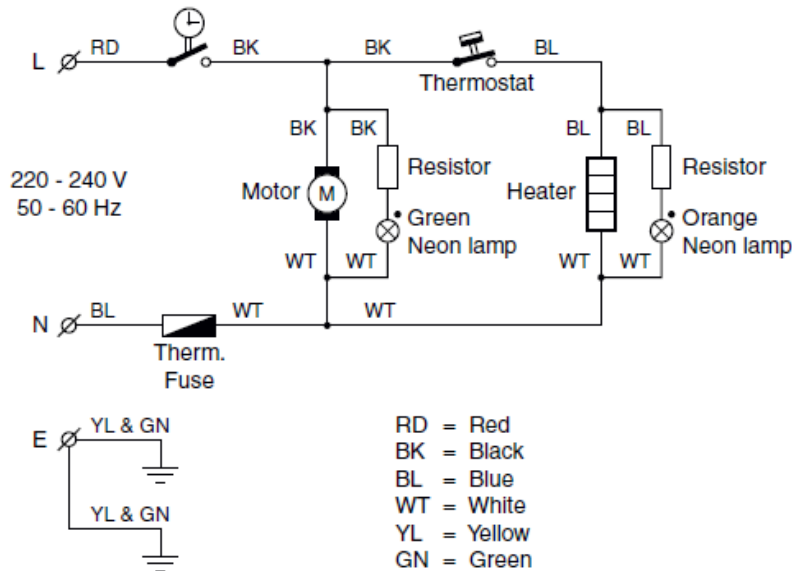 L RD BK BK BL
Thermostat
BK BK BL BL
220 - 240 V
50 - 60 Hz
Motor M Resistor Heater Resistor
Green
Neon lamp
Orange
Neon lamp
WT WT WT WT
N BL WT WT
Therm.
Fuse
E YL & GN
YL & GN
RD = Red
BK = Black
BL = Blue
WT = White
YL = Yellow
GN = Green